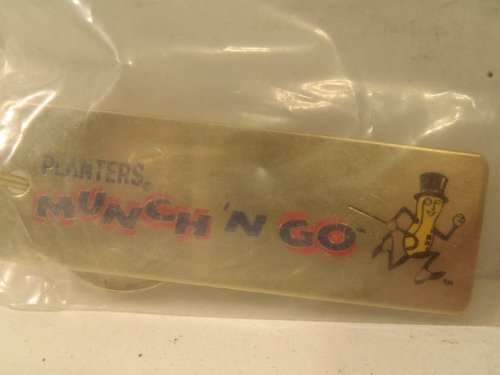 PLANTERS®
MUNCH 'N GO™
™